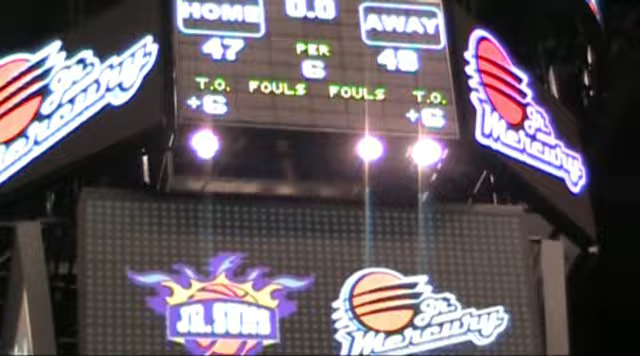 HOME 0.0 AWAY
47 PER
6
T.O. FOULS FOULS T.O.
+6 +6
Jr. Mercury
Jr. Mercury
JR. SUNS
Jr. Mercury